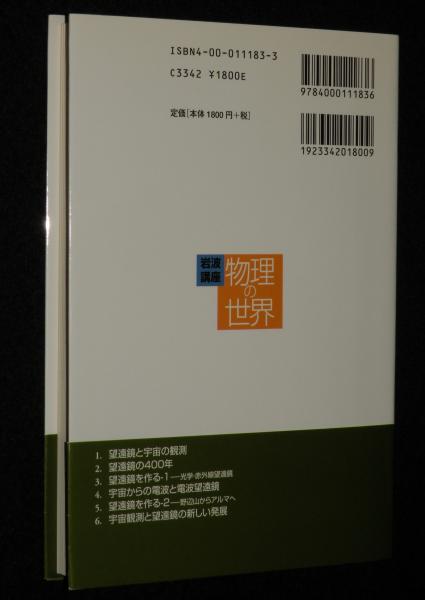 ISBN4-00-011183-3
C3342 ¥1800E
定価[本体1800円+税]
9784000111836
1923342018009
岩波
講座
物理
の
世界
1. 望遠鏡と宇宙の観測
2. 望遠鏡の400年
3. 望遠鏡を作る-1—光学・赤外線望遠鏡
4. 宇宙からの電波と電波望遠鏡
5. 望遠鏡を作る-2—野辺山からアルマへ
6. 宇宙観測と望遠鏡の新しい発展